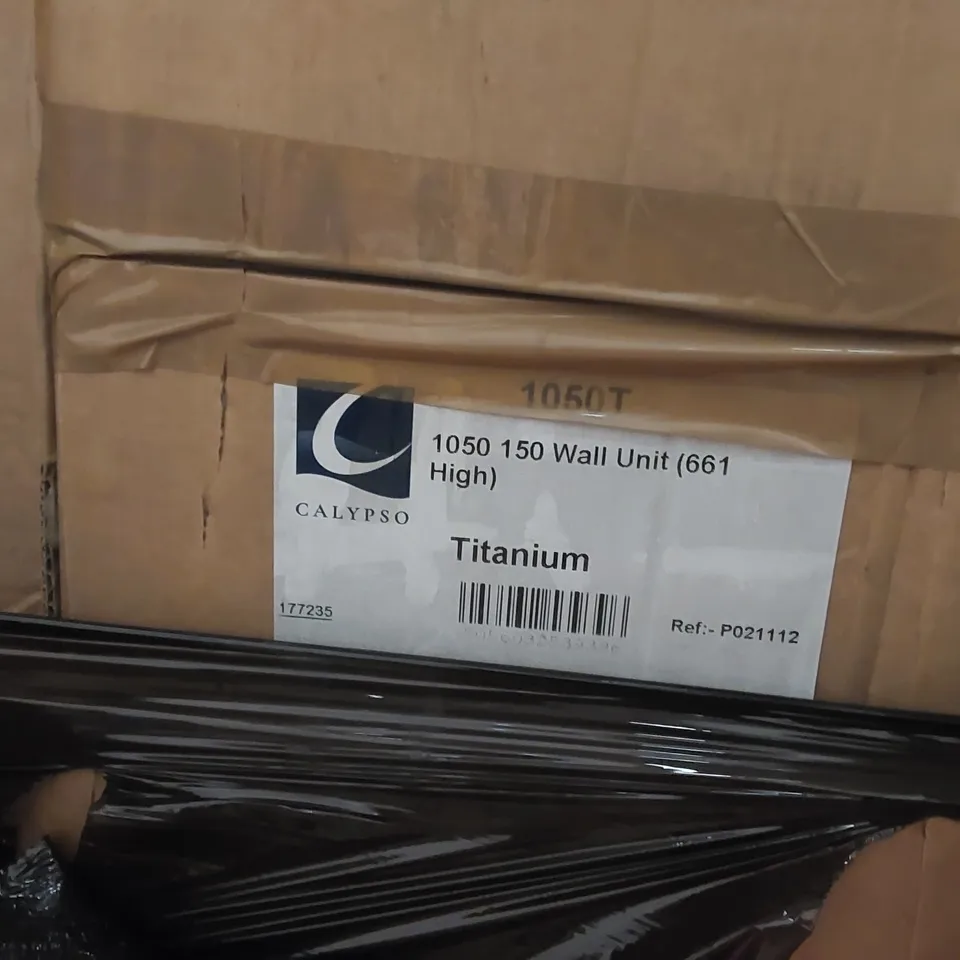 1050T
1050 150 Wall Unit (661
High)
CALYPSO
Titanium
177235
Ref:- P021112